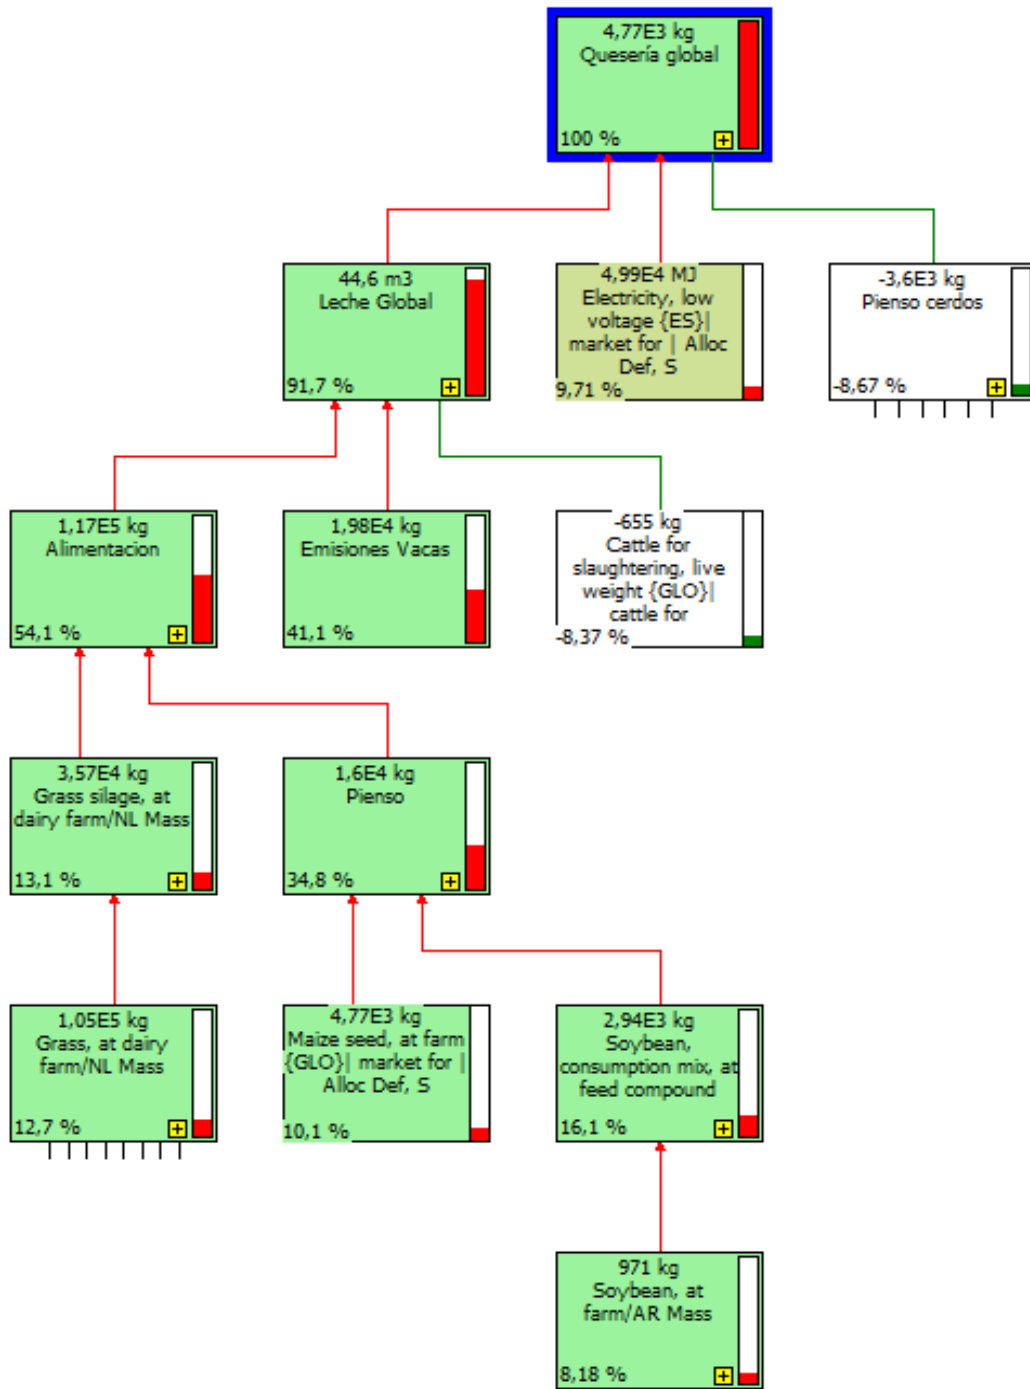 4,77E3 kg
Quesería global
100 %
44,6 m3
Leche Global
91,7 %
4,99E4 MJ
Electricity, low
voltage {ES}|
market for | Alloc
Def, S
9,71 %
-3,6E3 kg
Pienso cerdos
-8,67 %
1,17E5 kg
Alimentacion
54,1 %
1,98E4 kg
Emisiones Vacas
41,1 %
-655 kg
Cattle for
slaughtering, live
weight {GLO}|
cattle for
-8,37 %
3,57E4 kg
Grass silage, at
dairy farm/NL Mass
13,1 %
1,6E4 kg
Pienso
34,8 %
1,05E5 kg
Grass, at dairy
farm/NL Mass
12,7 %
4,77E3 kg
Maize seed, at farm
{GLO}| market for |
Alloc Def, S
10,1 %
2,94E3 kg
Soybean,
consumption mix, at
feed compound
16,1 %
971 kg
Soybean, at
farm/AR Mass
8,18 %